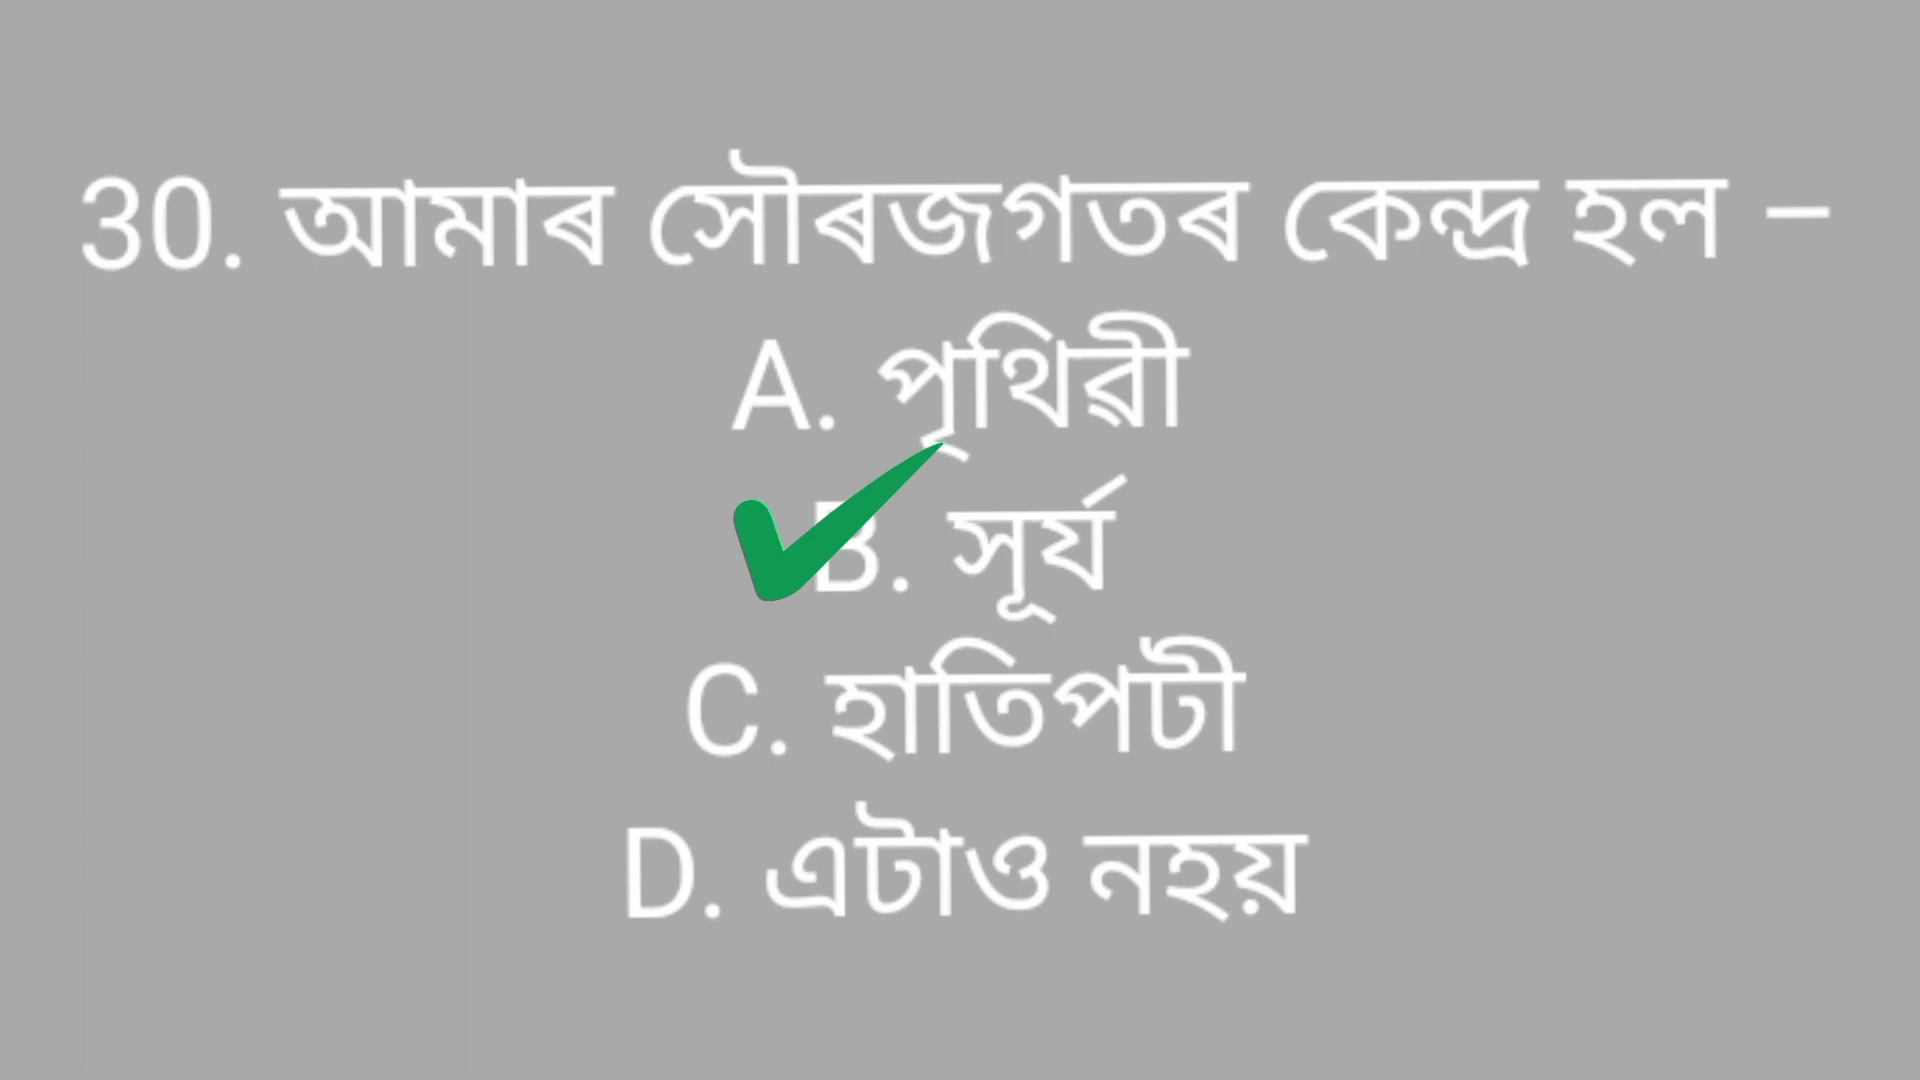 30. আমাৰ সৌৰজগতৰ কেন্দ্ৰ হল –
A. পৃথিৱী
B. সূৰ্য
C. হাতিপটী
D. এটাও নহয়